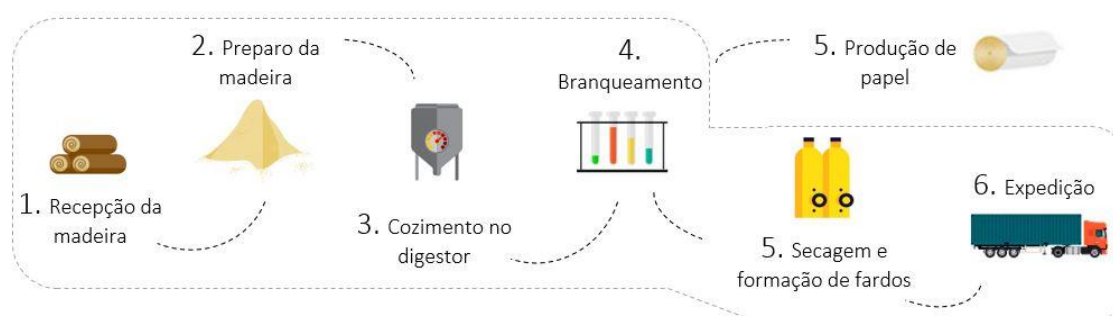 1. Recepção da
madeira
2. Preparo da
madeira
3. Cozimento no
digestor
4.
Branqueamento
5. Produção de
papel
5. Secagem e
formação de fardos
6. Expedição